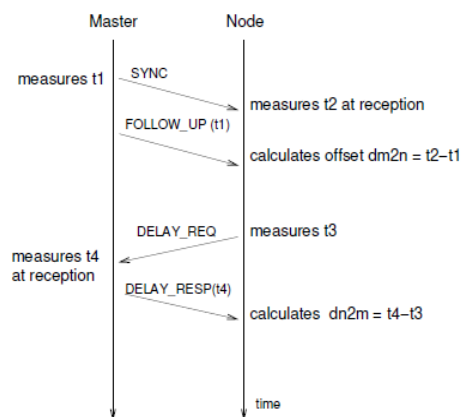 Master Node
measures t1
SYNC
measures t2 at reception
FOLLOW_UP (t1)
calculates offset dm2n = t2−t1
DELAY_REQ
measures t3
measures t4
at reception
DELAY_RESP(t4)
calculates dn2m = t4−t3
time